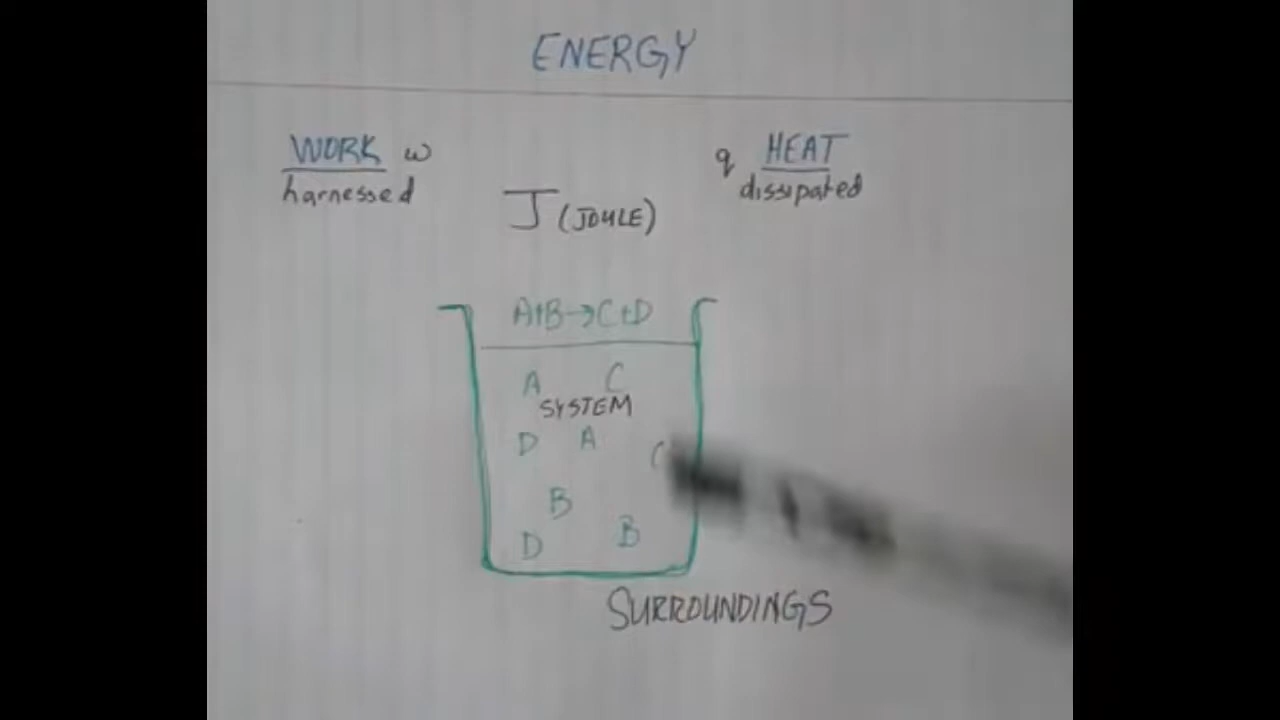 ENERGY
WORK w
harnessed
q HEAT
dissipated
J (JOULE)
A+B→C+D
A C
SYSTEM
D A C
B
D B
SURROUNDINGS